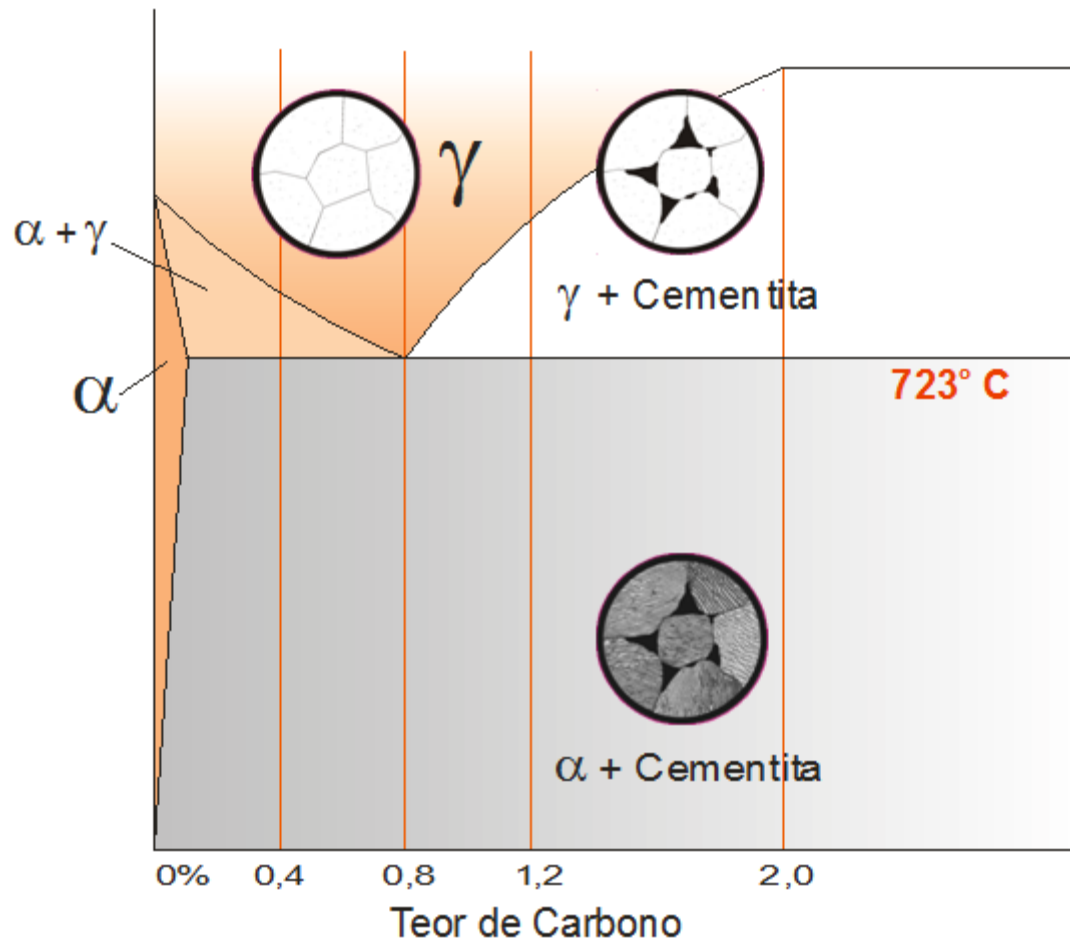 γ
α + γ
γ + Cementita
α
723° C
α + Cementita
0% 0,4 0,8 1,2 2,0
Teor de Carbono